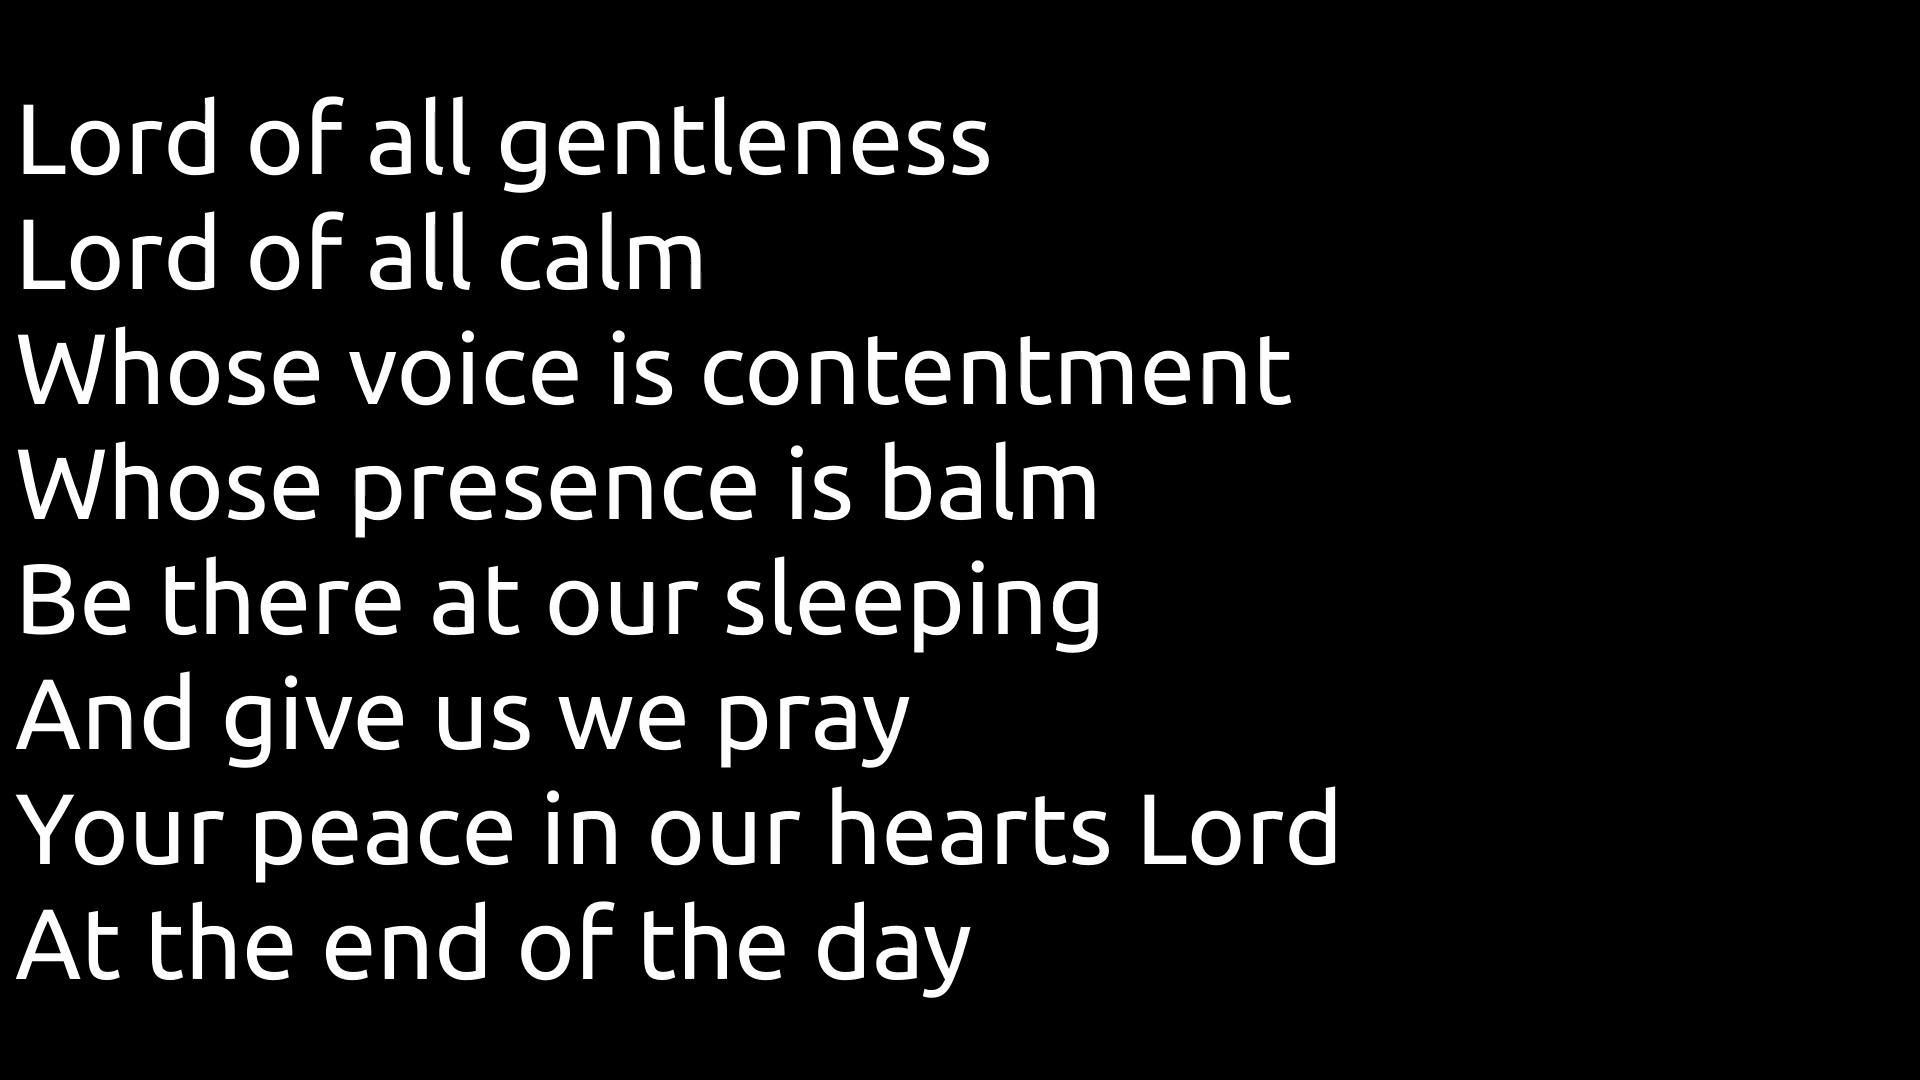 Lord of all gentleness
Lord of all calm
Whose voice is contentment
Whose presence is balm
Be there at our sleeping
And give us we pray
Your peace in our hearts Lord
At the end of the day